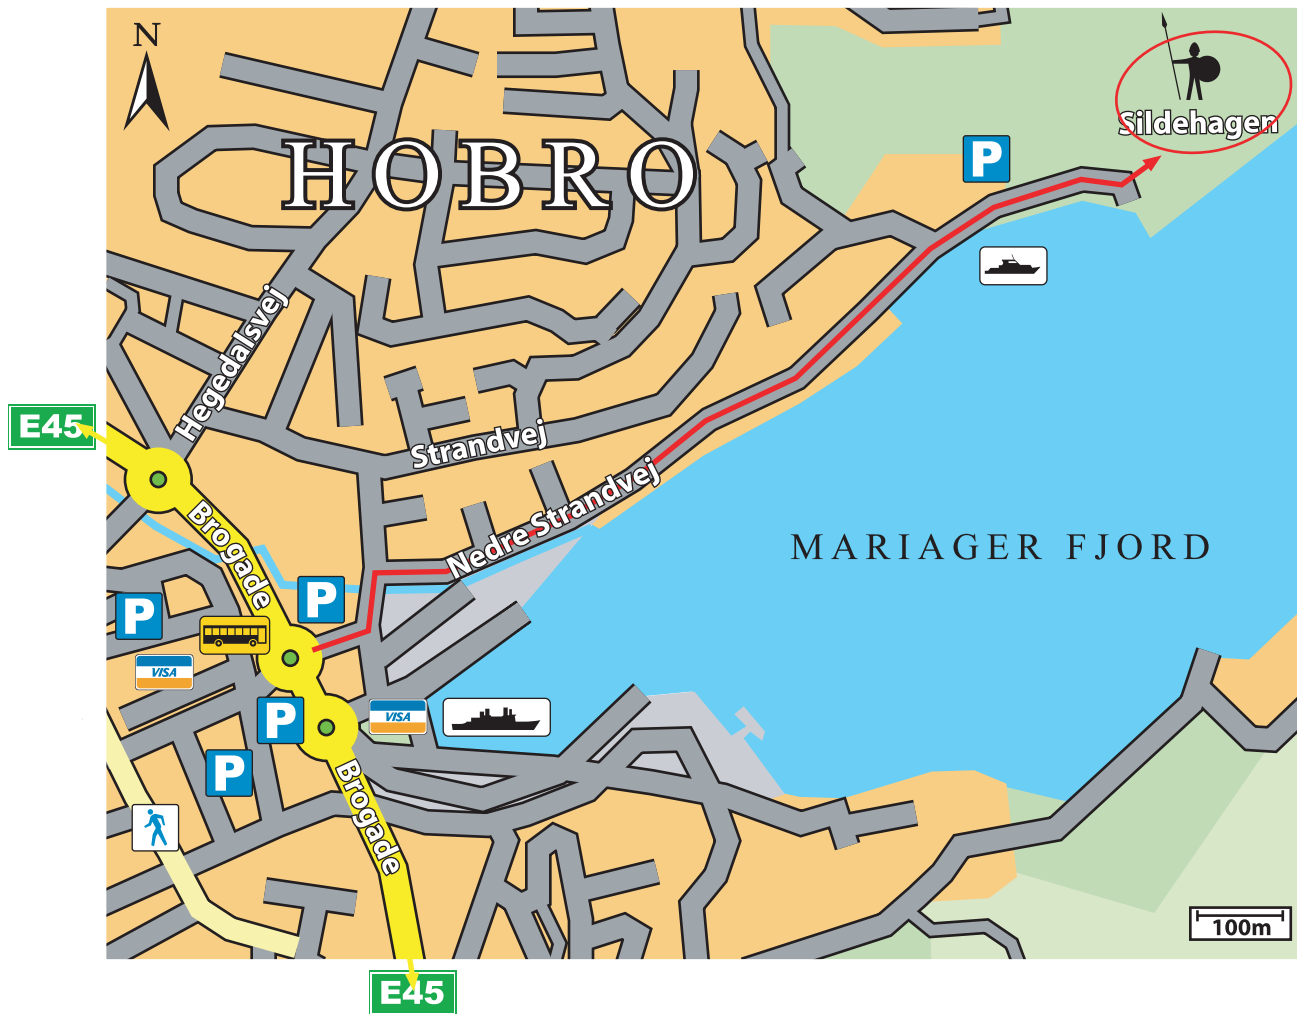 N
Sildehagen
P
HOBRO
Hegedalsvej
E45
Strandvej
Nedre Strandvej
Brogade
MARIAGER FJORD
P
P
VISA
P
VISA
P
Brogade
100m
E45